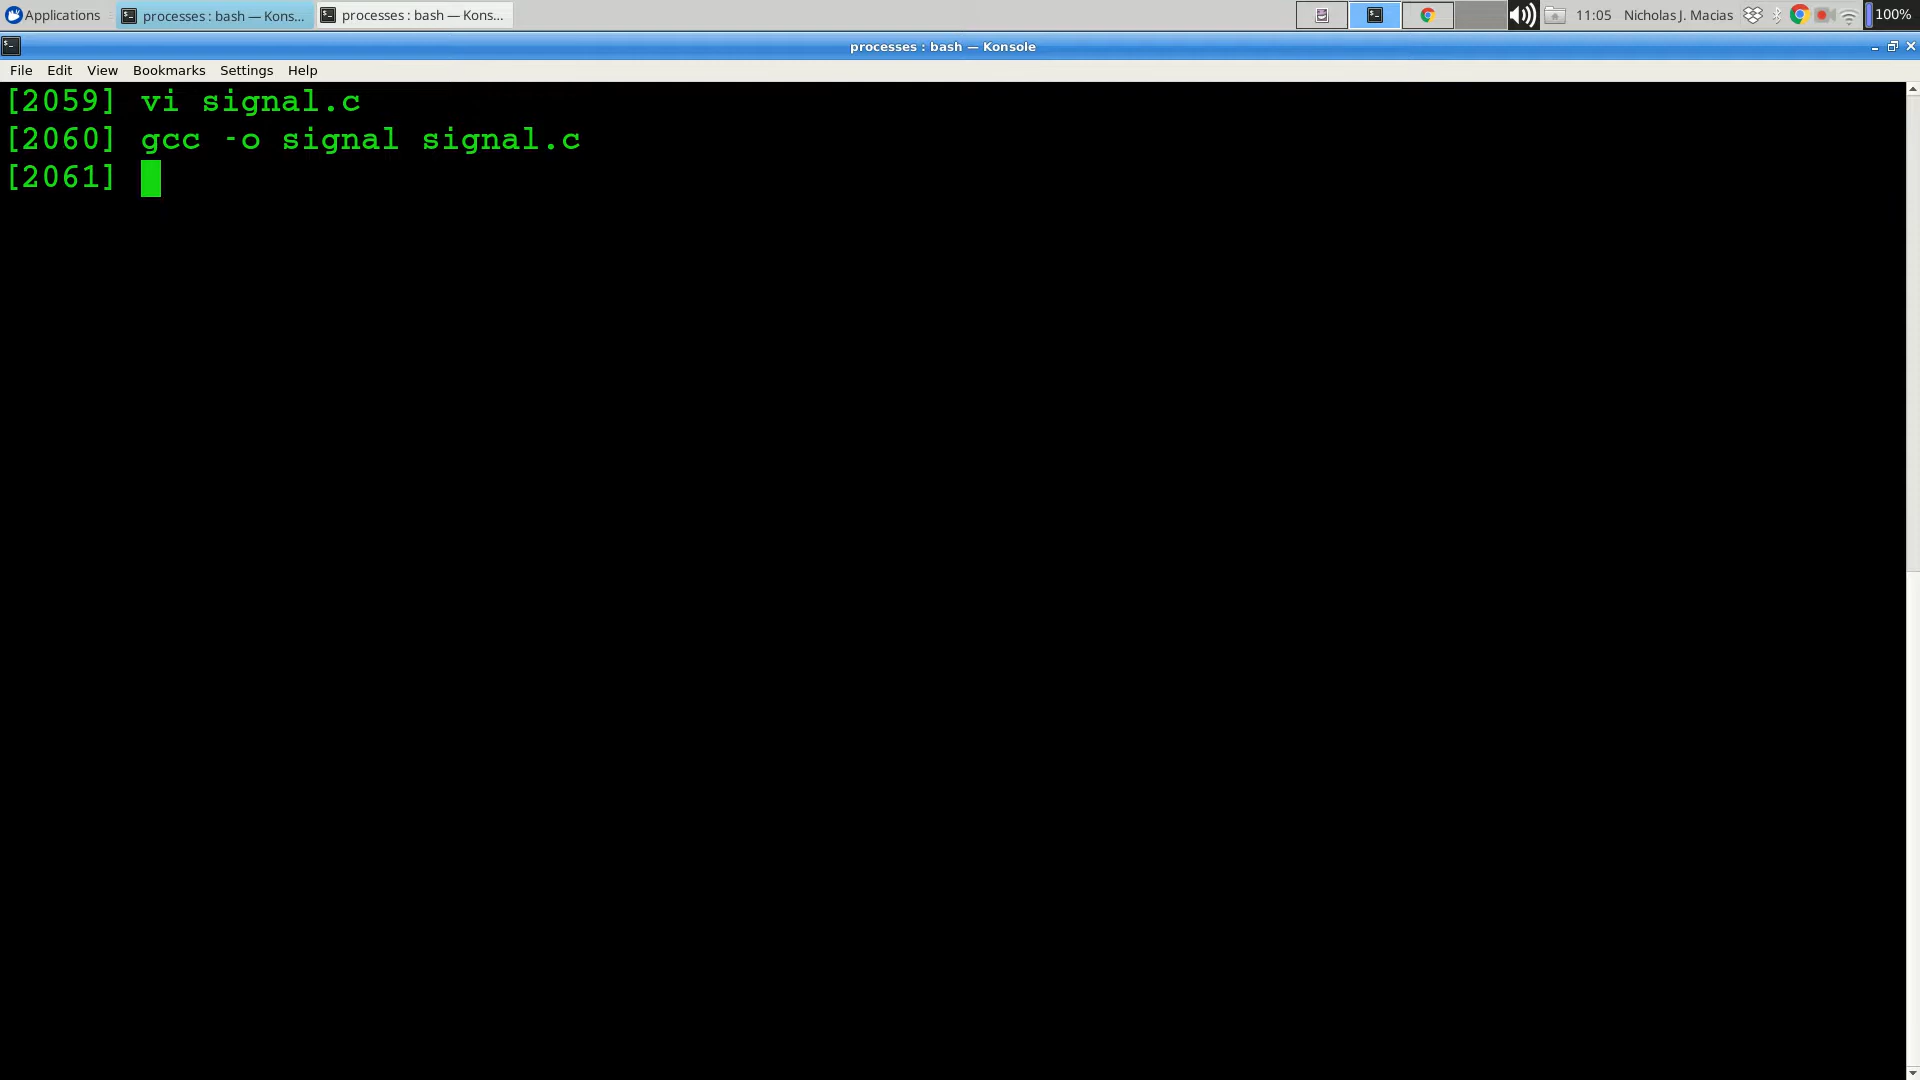 Applications processes : bash — Kons... processes : bash — Kons... 11:05 Nicholas J. Macias 100%
processes : bash — Konsole
File Edit View Bookmarks Settings Help
[2059] vi signal.c
[2060] gcc -o signal signal.c
[2061]